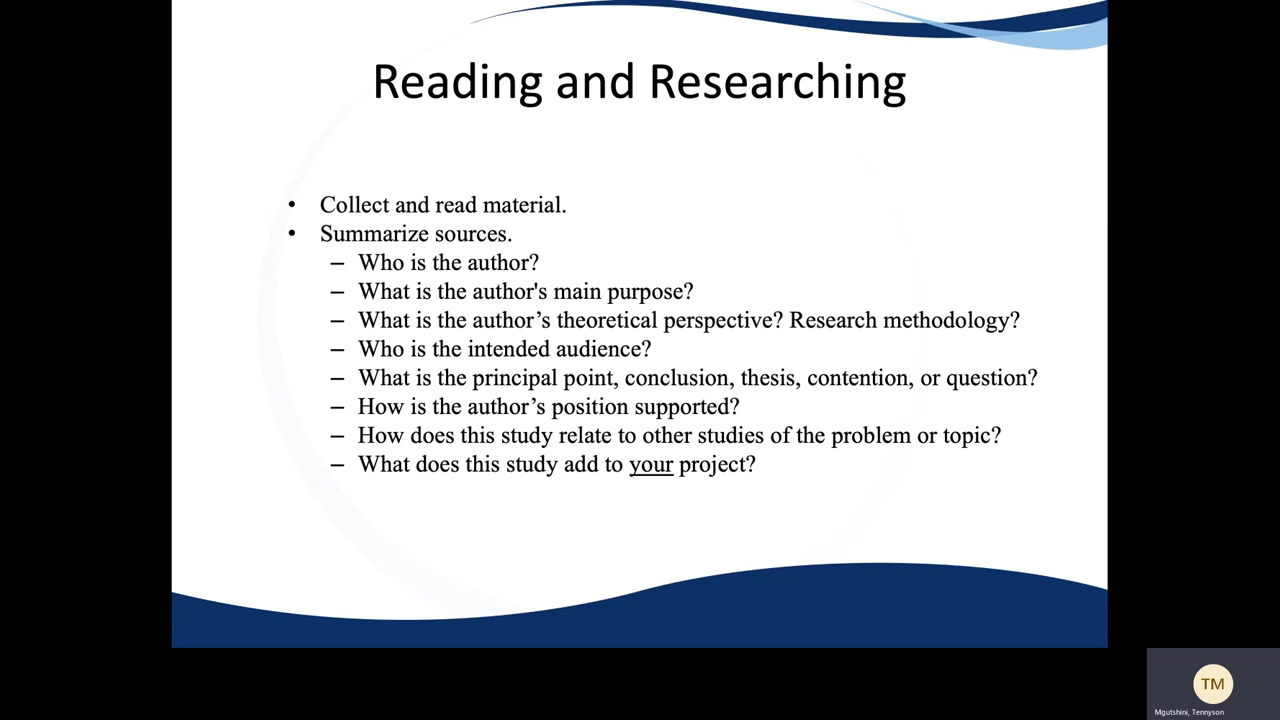 Reading and Researching
• Collect and read material.
• Summarize sources.
– Who is the author?
– What is the author's main purpose?
– What is the author’s theoretical perspective? Research methodology?
– Who is the intended audience?
– What is the principal point, conclusion, thesis, contention, or question?
– How is the author’s position supported?
– How does this study relate to other studies of the problem or topic?
– What does this study add to your project?
TM
Mgutshini, Tennyson